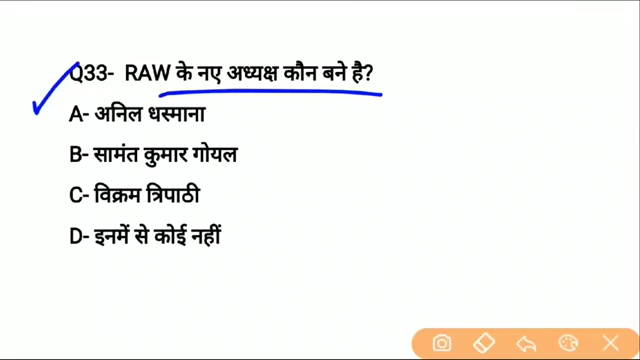 Q33- RAW के नए अध्यक्ष कौन बने है?
A- अनिल धस्माना
B- सामंत कुमार गोयल
C- विक्रम त्रिपाठी
D- इनमें से कोई नहीं